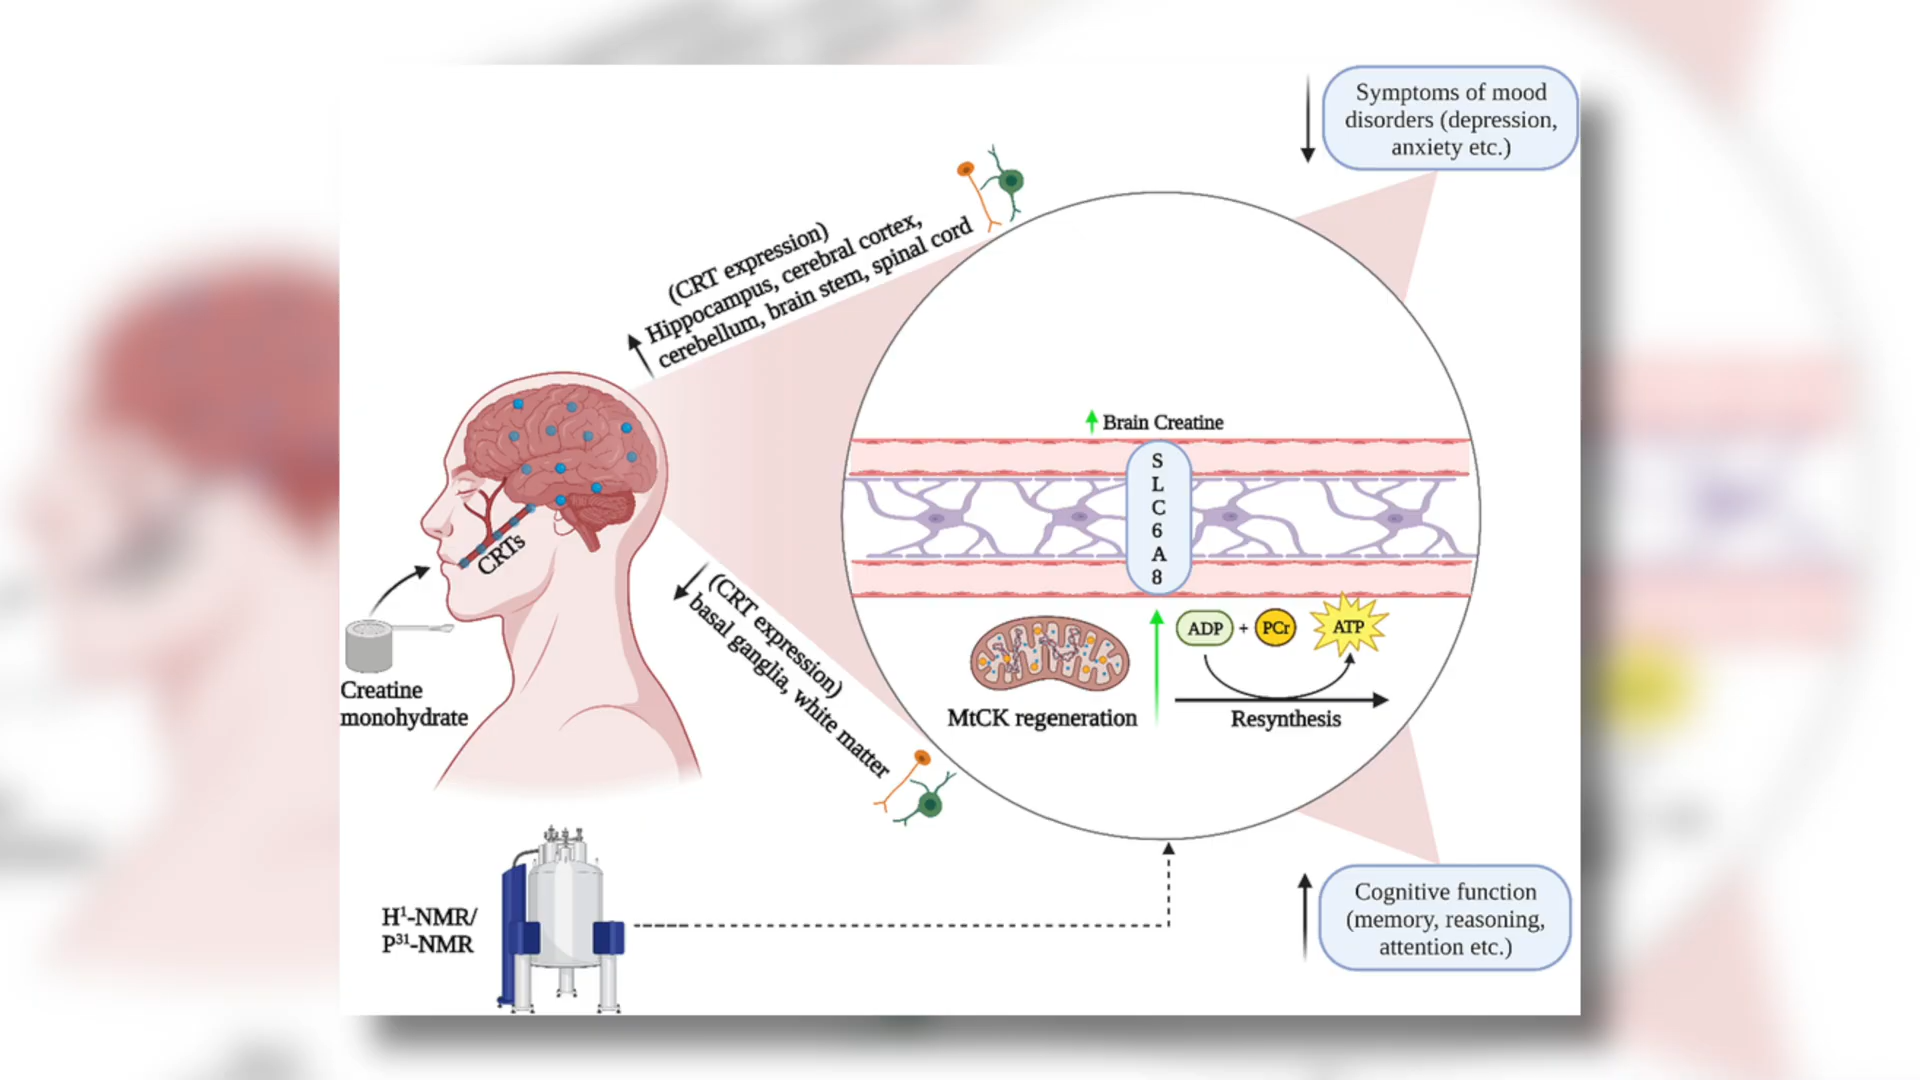 Symptoms of mood
disorders (depression,
anxiety etc.)
(CRT expression)
Hippocampus, cerebral cortex,
cerebellum, brain stem, spinal cord
Brain Creatine
S
L
C
6
A
8
CRTs
Creatine
monohydrate
(CRT expression)
basal ganglia, white matter
ADP + PCr ATP
MtCK regeneration
Resynthesis
H¹-NMR/
P³¹-NMR
Cognitive function
(memory, reasoning,
attention etc.)